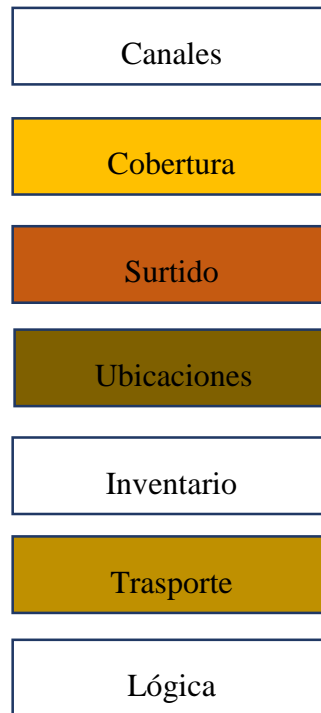 Canales
Cobertura
Surtido
Ubicaciones
Inventario
Trasporte
Lógica